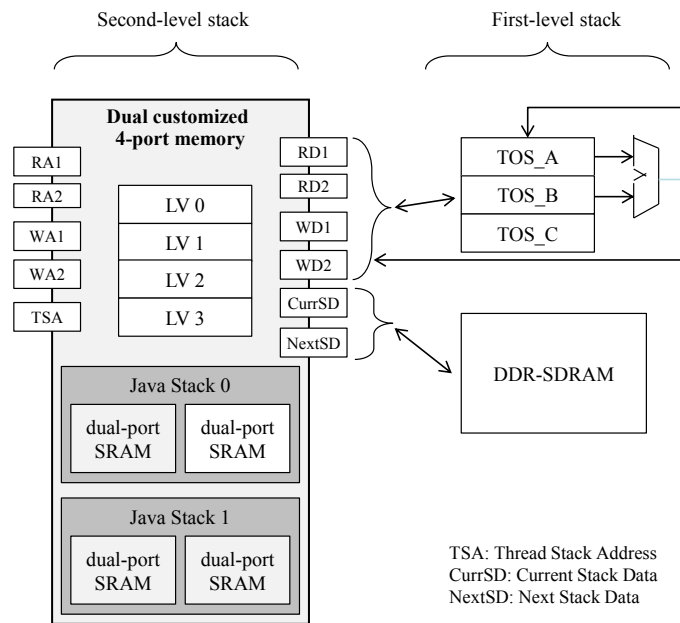 Second-level stack
First-level stack
Dual customized
4-port memory
RA1
RA2
WA1
WA2
TSA
LV 0
LV 1
LV 2
LV 3
RD1
RD2
WD1
WD2
CurrSD
NextSD
TOS_A
TOS_B
TOS_C
DDR-SDRAM
Java Stack 0
dual-port
SRAM
dual-port
SRAM
Java Stack 1
dual-port
SRAM
dual-port
SRAM
TSA: Thread Stack Address
CurrSD: Current Stack Data
NextSD: Next Stack Data